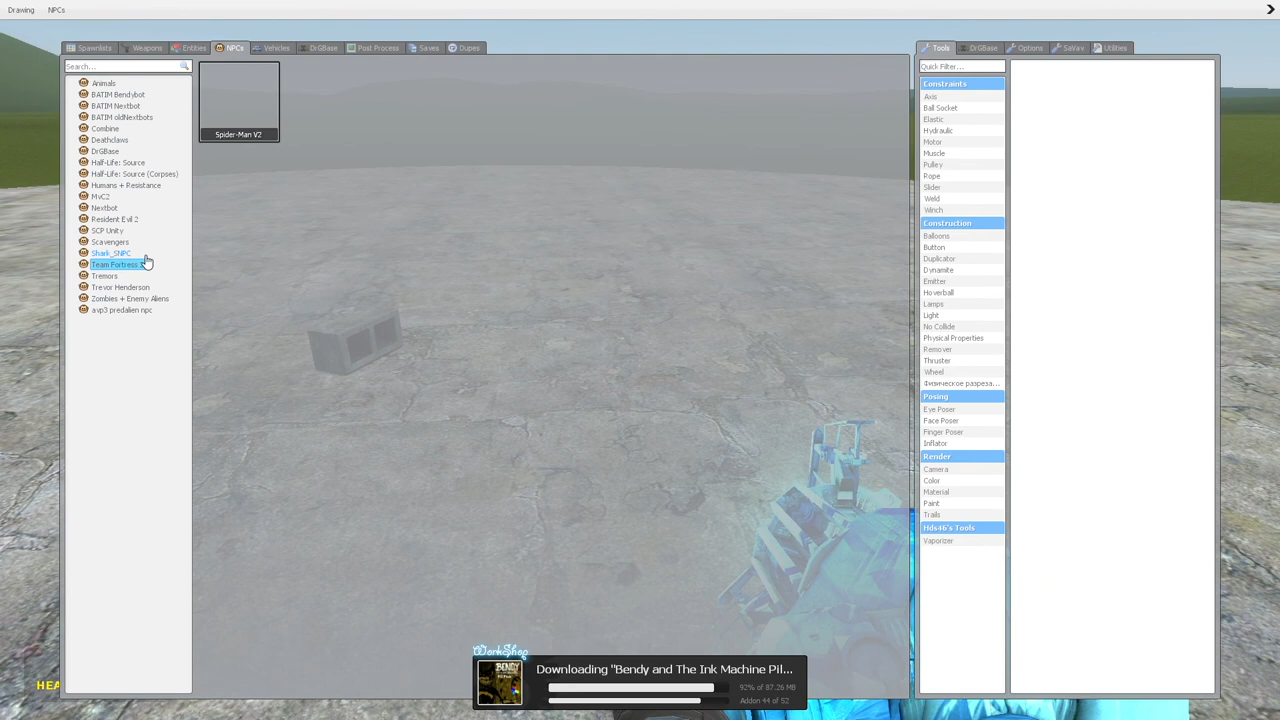 Drawing NPCs
Spawnlists Weapons Entities NPCs Vehicles DrGBase Post Process Saves Dupes
Search...
Animals
BATIM Bendybot
BATIM Nextbot
BATIM oldNextbots
Combine
Deathclaws
DrGBase
Half-Life: Source
Half-Life: Source (Corpses)
Humans + Resistance
MvC2
Nextbot
Resident Evil 2
SCP Unity
Scavengers
Shark_SNPC
Team Fortress
Tremors
Trevor Henderson
Zombies + Enemy Aliens
avp3 predalien npc
Spider-Man V2
Tools DrGBase Options SaVav Utilities
Quick Filter...
Constraints
Axis
Ball Socket
Elastic
Hydraulic
Motor
Muscle
Pulley
Rope
Slider
Weld
Winch
Construction
Balloons
Button
Duplicator
Dynamite
Emitter
Hoverball
Lamps
Light
No Collide
Physical Properties
Remover
Thruster
Wheel
Физическое разреза...
Posing
Eye Poser
Face Poser
Finger Poser
Inflator
Render
Camera
Color
Material
Paint
Trails
Hds46's Tools
Vaporizer
HEA
WorkShop
BENDY
Downloading "Bendy and The Ink Machine Pil...
92% of 87.26 MB
Addon 44 of 52